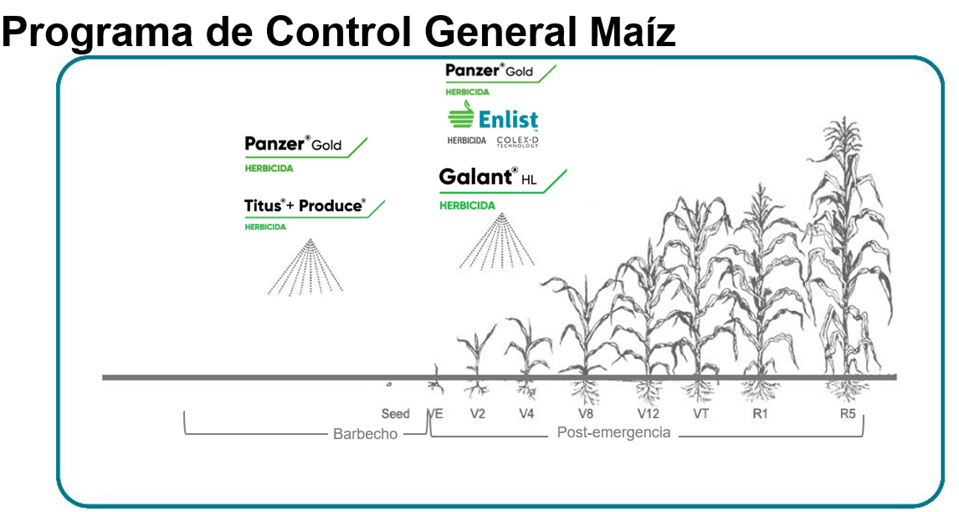 Programa de Control General Maíz
Panzer® Gold
HERBICIDA
Titus®+ Produce®
HERBICIDA
Panzer® Gold
HERBICIDA
Enlist™
HERBICIDA COLEX·D
TECHNOLOGY
Galant® HL
HERBICIDA
Seed VE V2 V4 V8 V12 VT R1 R5
Barbecho Post-emergencia